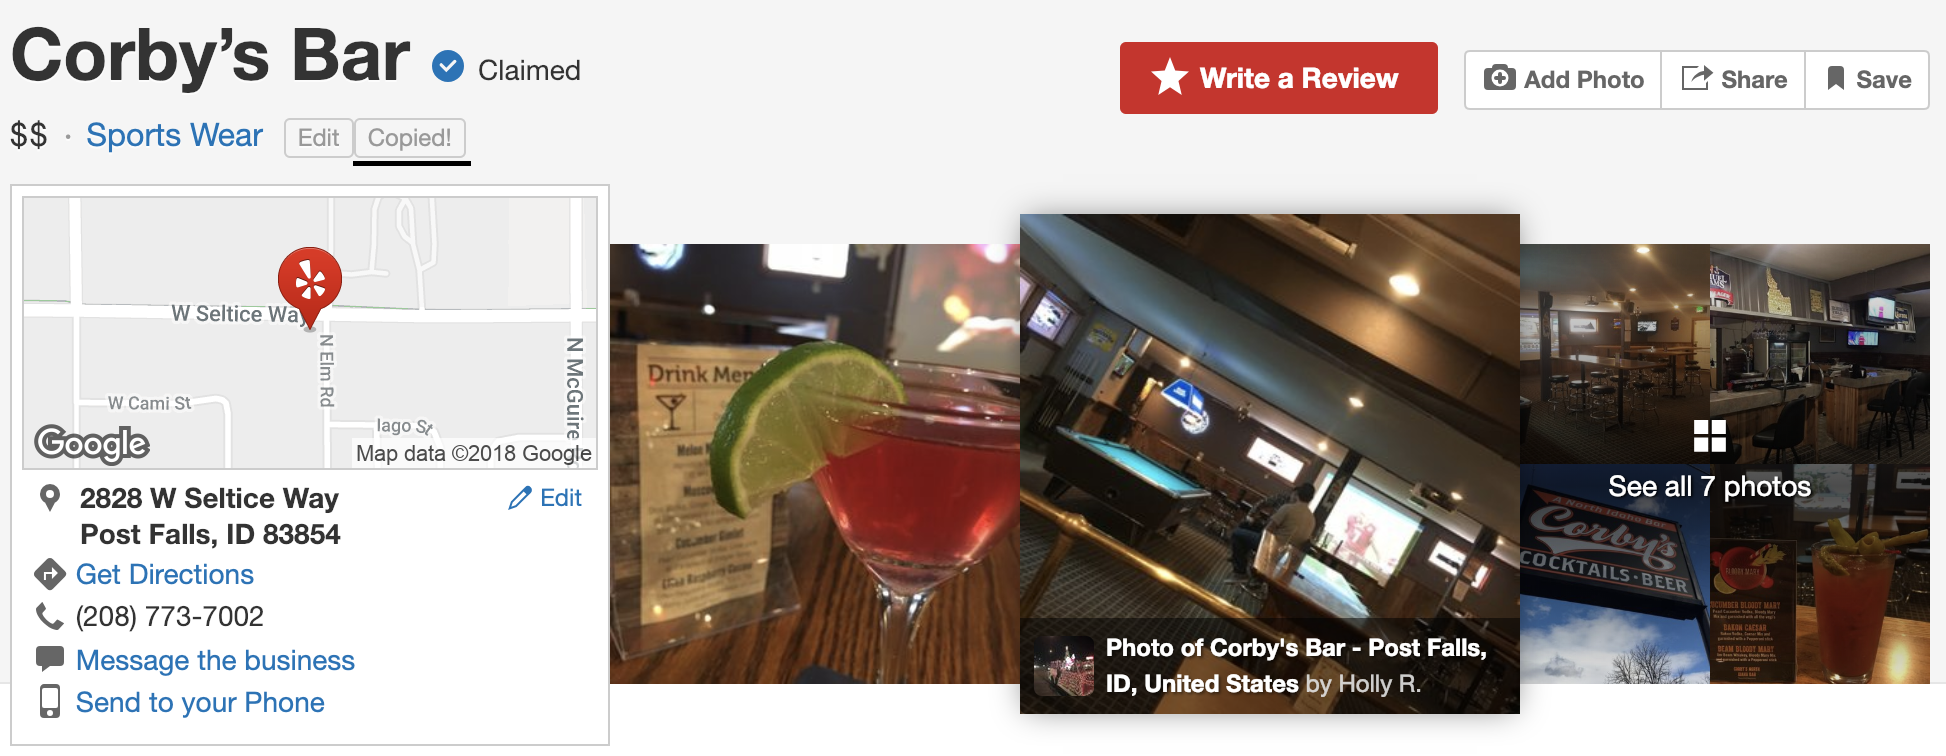 Corby's Bar Claimed
Write a Review
Add Photo
Share
Save
$$ · Sports Wear Edit Copied!
W Seltice Way
N Elm Rd
N McGuire
W Cami St
Iago St
Google
Map data ©2018 Google
2828 W Seltice Way
Post Falls, ID 83854
Edit
Get Directions
(208) 773-7002
Message the business
Send to your Phone
Drink Men
Photo of Corby's Bar - Post Falls,
ID, United States by Holly R.
See all 7 photos
A North Idaho Bar
Corby's
COCKTAILS · BEER
BLOODY MARY